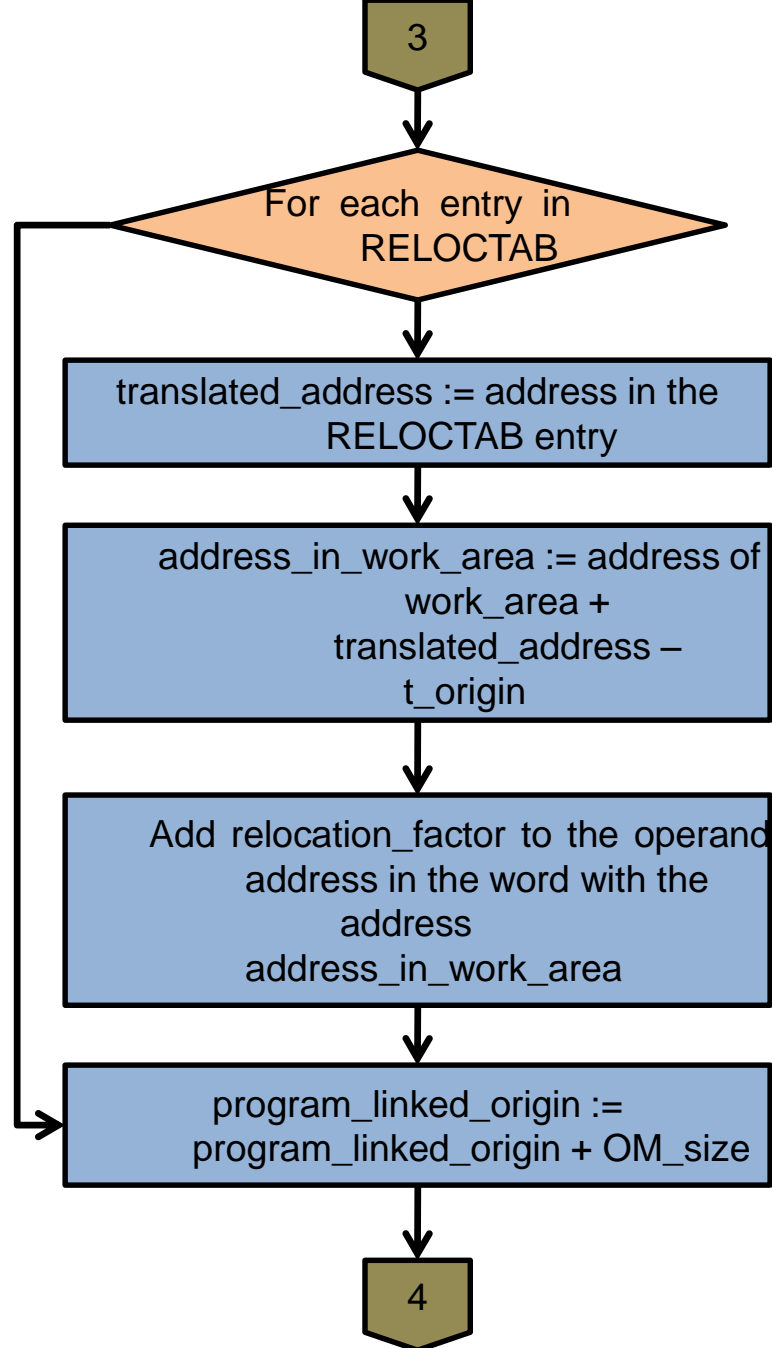 3
For each entry in
RELOCTAB
translated_address := address in the
RELOCTAB entry
address_in_work_area := address of
work_area +
translated_address –
t_origin
Add relocation_factor to the operand
address in the word with the
address
address_in_work_area
program_linked_origin :=
program_linked_origin + OM_size
4